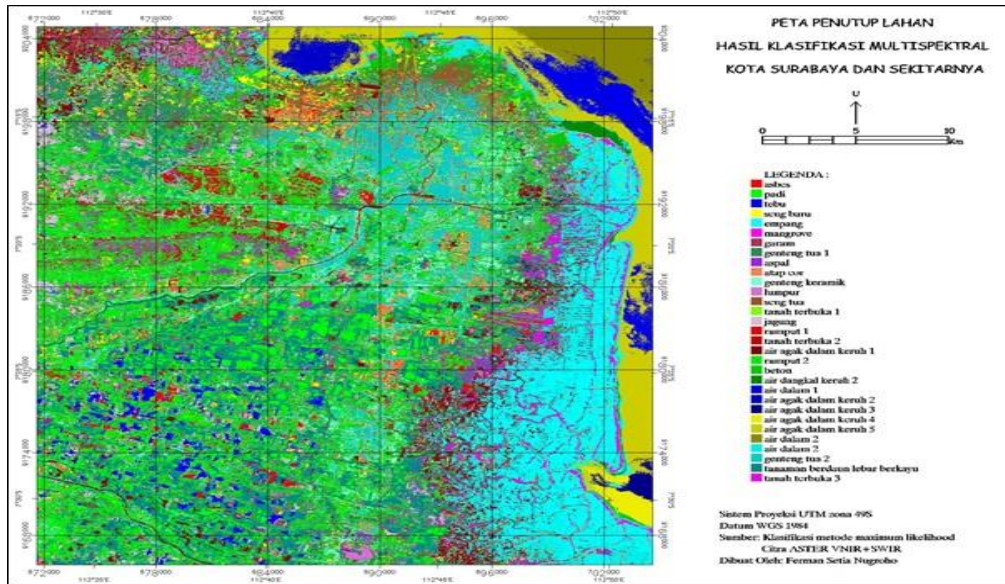 PETA PENUTUP LAHAN
HASIL KLASIFIKASI MULTISPEKTRAL
KOTA SURABAYA DAN SEKITARNYA
U
0 5 10
Km
LEGENDA :
asbes
padi
tebu
seng baru
empang
mangrove
garam
genteng tua 1
aspal
atap cor
genteng keramik
lumpur
seng tua
tanah terbuka 1
jagung
rumput 1
tanah terbuka 2
air agak dalam keruh 1
rumput 2
beton
air dangkal keruh 2
air dalam 1
air agak dalam keruh 2
air agak dalam keruh 3
air agak dalam keruh 4
air agak dalam keruh 5
air dalam 2
air dalam 2
genteng tua 2
tanaman berdaun lebar berkayu
tanah terbuka 3
Sistem Proyeksi UTM zona 49S
Datum WGS 1984
Sumber: Klasifikasi metode maximum likelihood
Citra ASTER VNIR+SWIR
Dibuat Oleh: Ferman Setia Nugroho
672000 678000 684000 690000 696000 702000